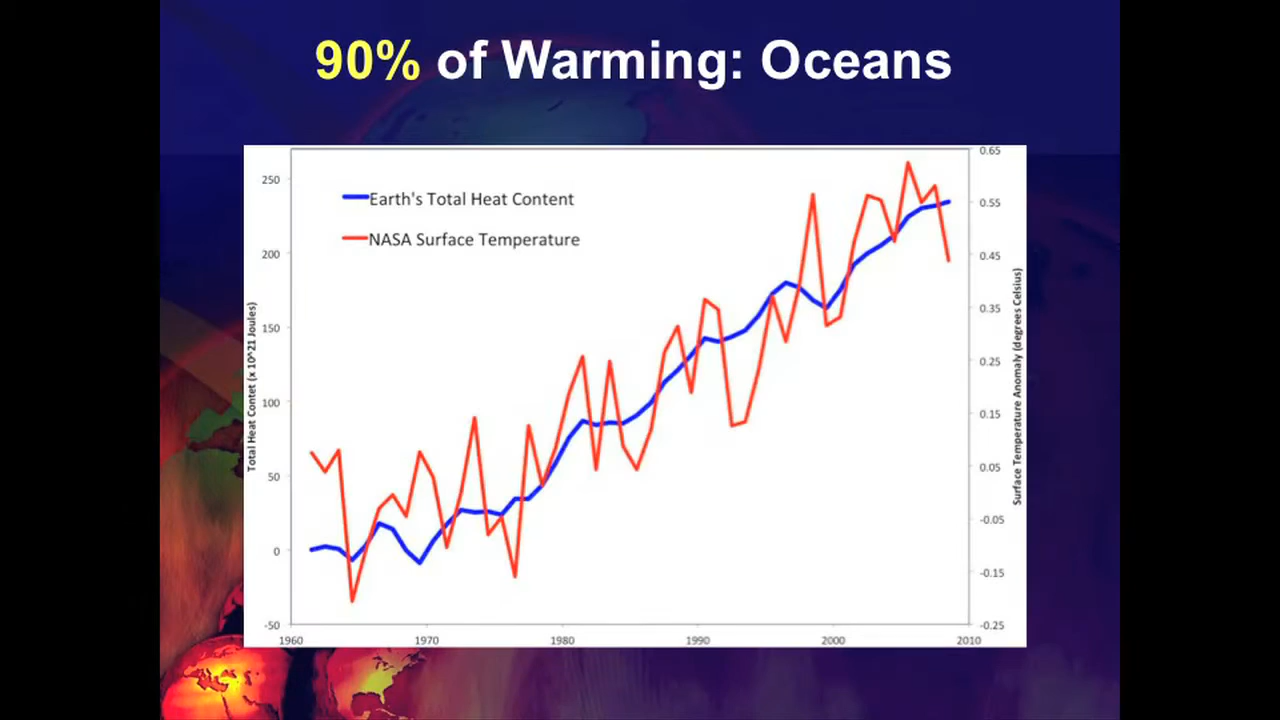 90% of Warming: Oceans
Earth's Total Heat Content
NASA Surface Temperature
Total Heat Contet (x 10^21 Joules)
250
200
150
100
50
0
-50
0.65
0.55
0.45
0.35
0.25
0.15
0.05
-0.05
-0.15
-0.25
Surface Temperature Anomaly (degrees Celsius)
1960 1970 1980 1990 2000 2010